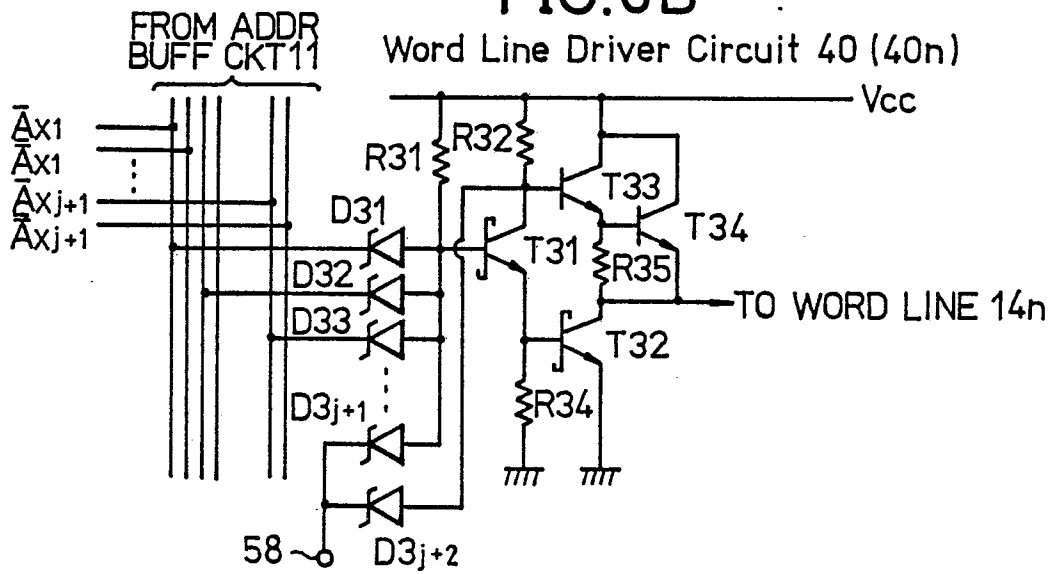 FROM ADDR
BUFF CKT11
Word Line Driver Circuit 40 (40n)
Vcc
ĀX1
ĀX1
ĀXj+1
ĀXj+1
R31
R32
T33
T34
D31
T31
R35
D32
TO WORD LINE 14n
D33
T32
D3j+1
R34
58
D3j+2